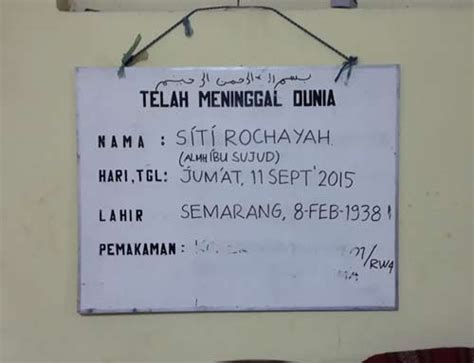 بسم الله الرحمن الرحيم
TELAH MENINGGAL DUNIA
NAMA : SITI ROCHAYAH
(ALMH IBU SUJUD)
HARI, TGL: JUM'AT, 11 SEPT' 2015
LAHIR SEMARANG, 8-FEB-1938
PEMAKAMAN :
/RW4